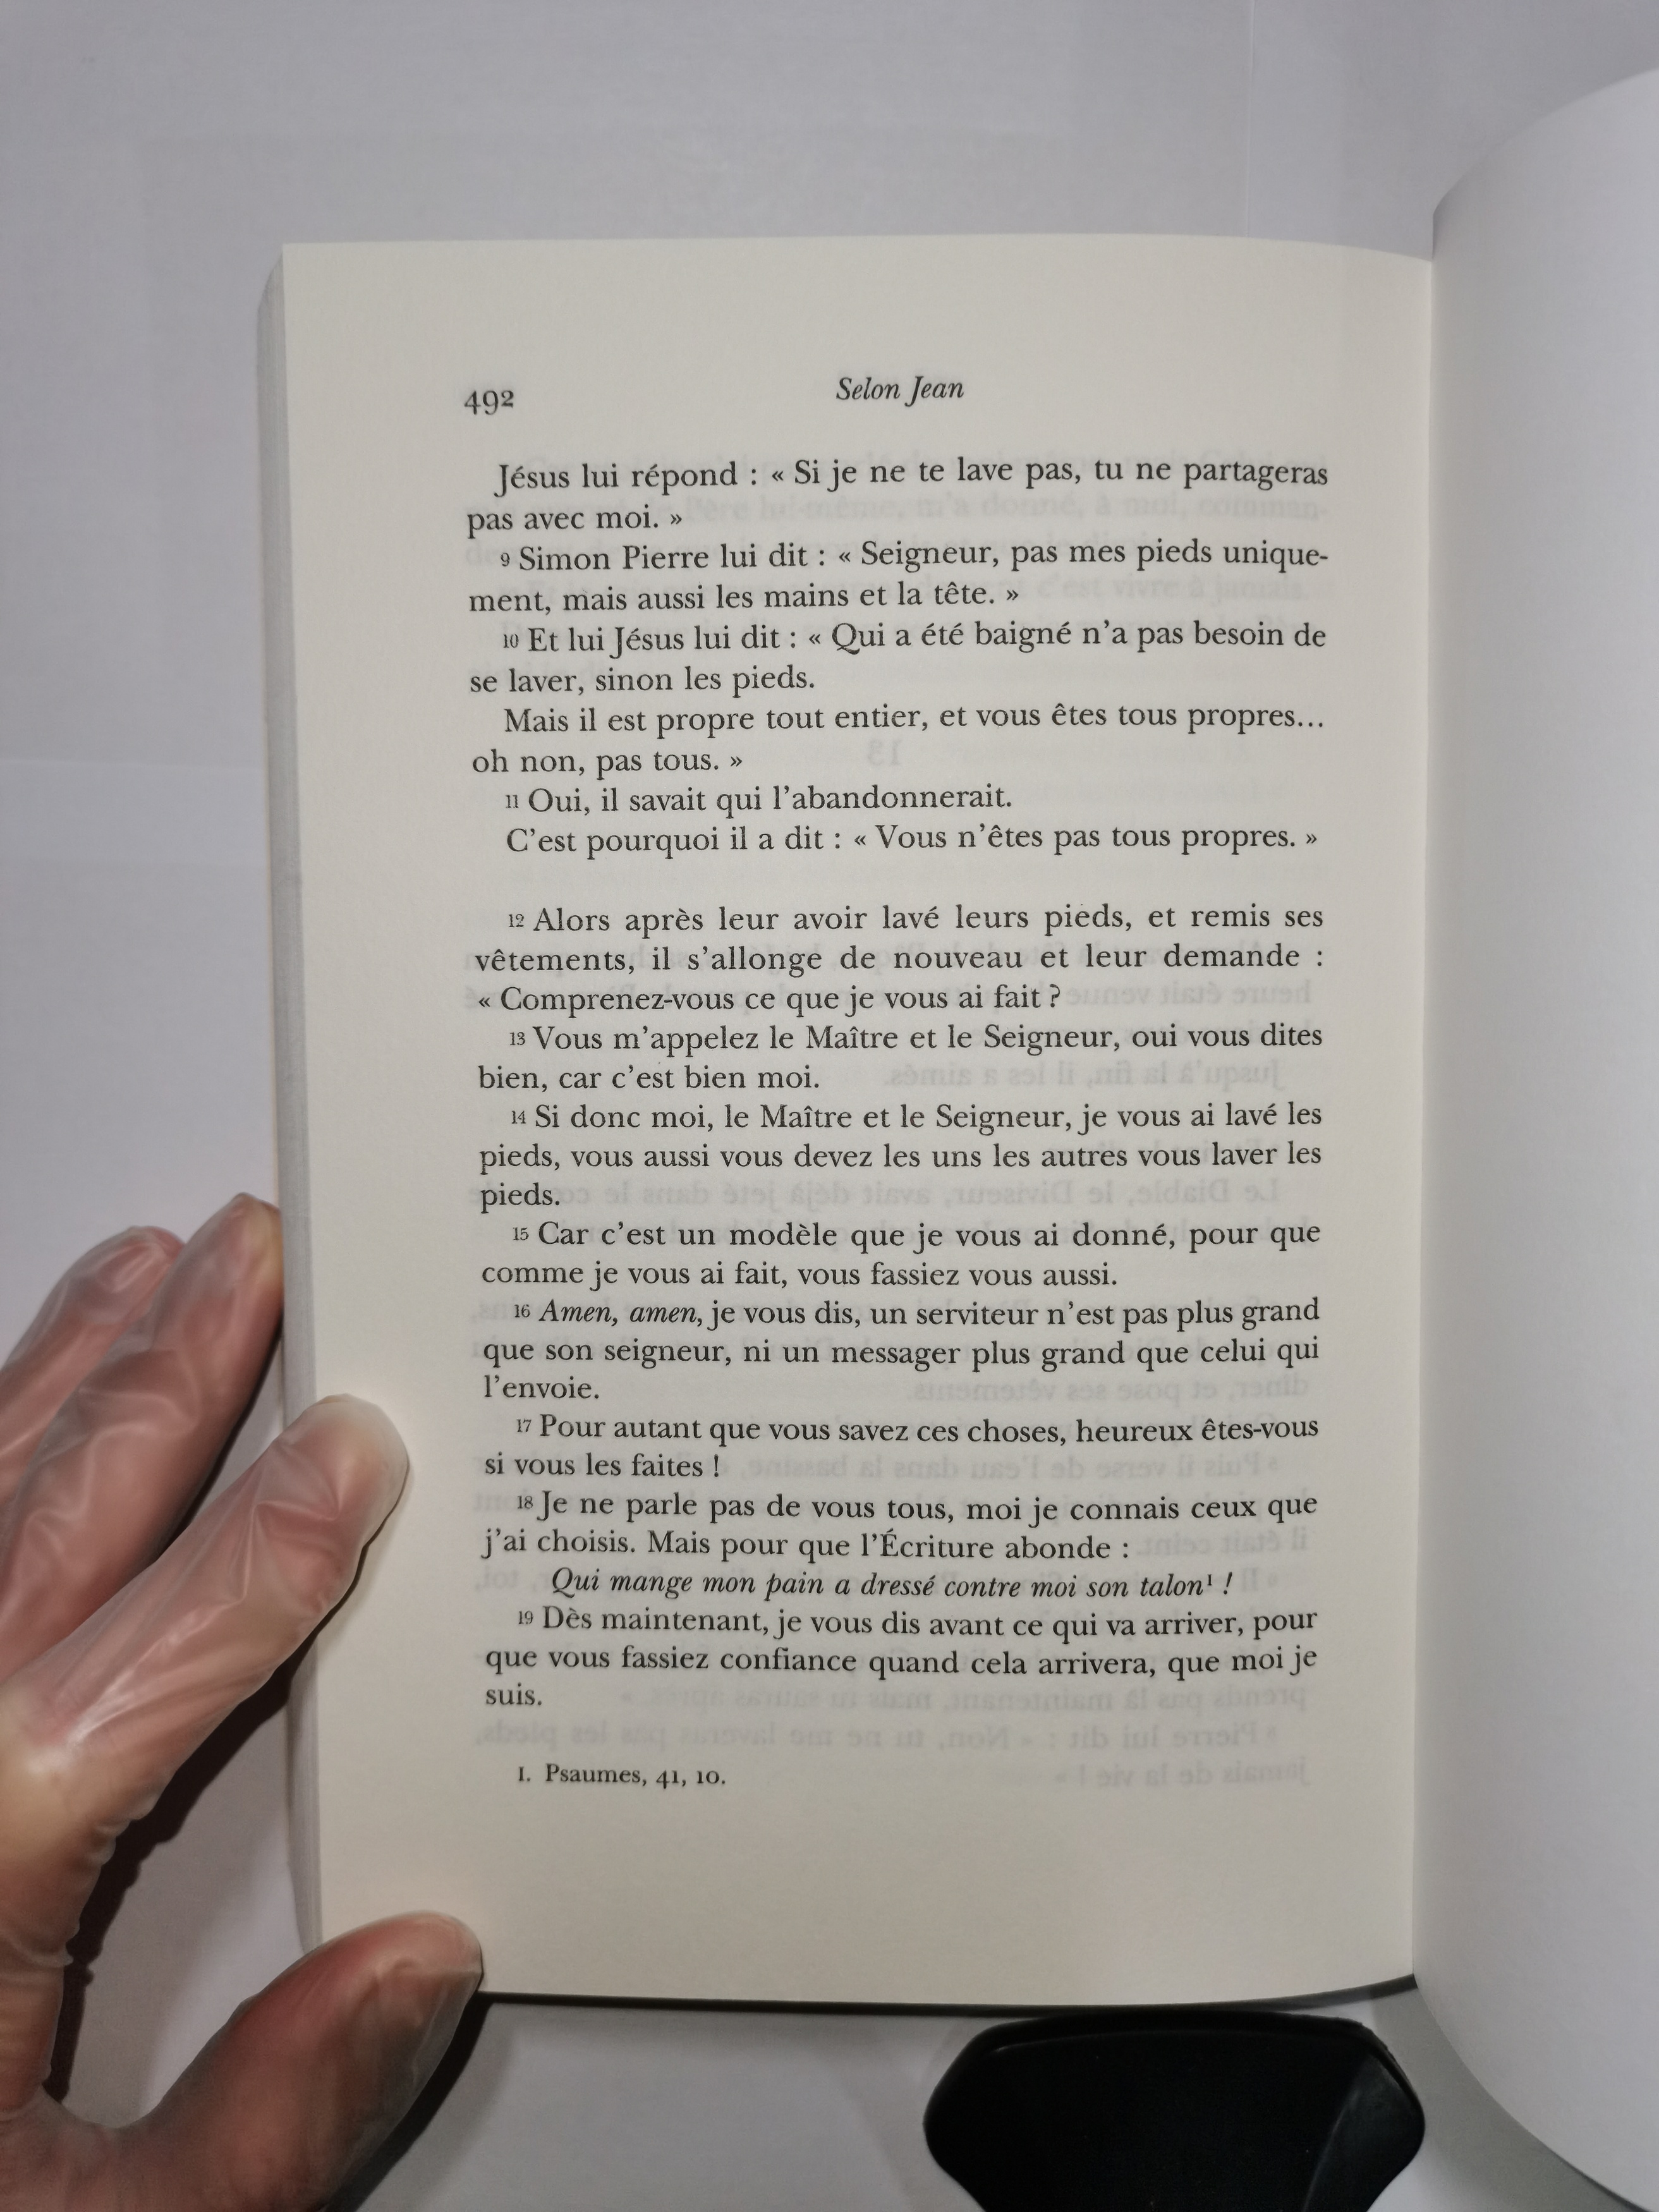 492
Selon Jean
Jésus lui répond : « Si je ne te lave pas, tu ne partageras
pas avec moi. »
9 Simon Pierre lui dit : « Seigneur, pas mes pieds unique-
ment, mais aussi les mains et la tête. »
10 Et lui Jésus lui dit : « Qui a été baigné n’a pas besoin de
se laver, sinon les pieds.
Mais il est propre tout entier, et vous êtes tous propres...
oh non, pas tous. »
11 Oui, il savait qui l’abandonnerait.
C’est pourquoi il a dit : « Vous n’êtes pas tous propres. »
12 Alors après leur avoir lavé leurs pieds, et remis ses
vêtements, il s’allonge de nouveau et leur demande :
« Comprenez-vous ce que je vous ai fait ?
13 Vous m’appelez le Maître et le Seigneur, oui vous dites
bien, car c’est bien moi.
14 Si donc moi, le Maître et le Seigneur, je vous ai lavé les
pieds, vous aussi vous devez les uns les autres vous laver les
pieds.
15 Car c’est un modèle que je vous ai donné, pour que
comme je vous ai fait, vous fassiez vous aussi.
16 Amen, amen, je vous dis, un serviteur n’est pas plus grand
que son seigneur, ni un messager plus grand que celui qui
l’envoie.
17 Pour autant que vous savez ces choses, heureux êtes-vous
si vous les faites !
18 Je ne parle pas de vous tous, moi je connais ceux que
j’ai choisis. Mais pour que l’Écriture abonde :
Qui mange mon pain a dressé contre moi son talon¹ !
19 Dès maintenant, je vous dis avant ce qui va arriver, pour
que vous fassiez confiance quand cela arrivera, que moi je
suis.
1. Psaumes, 41, 10.